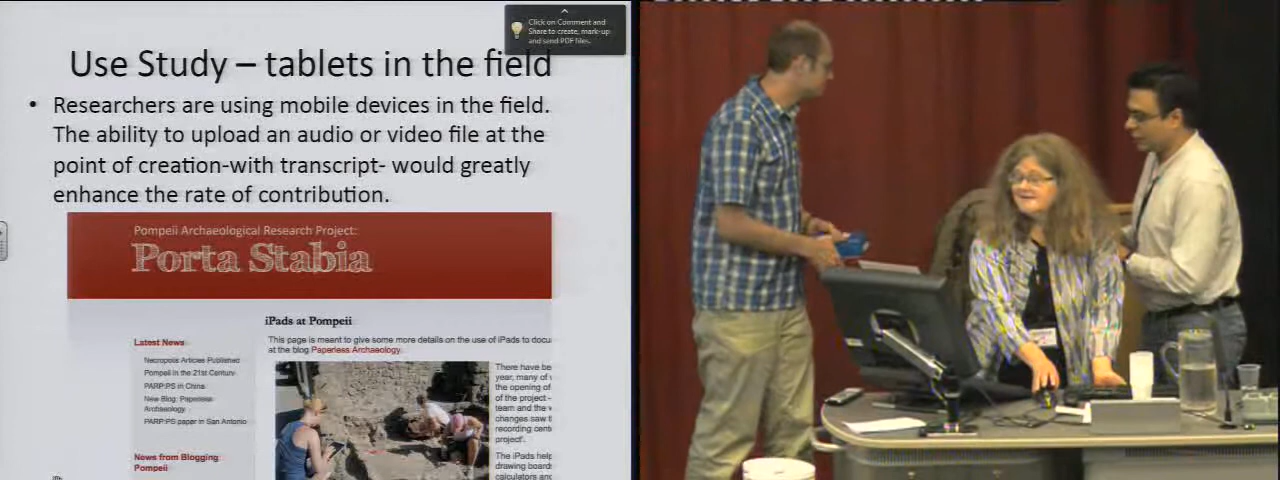 Click on Comment and
Share to create, mark-up
and send PDF files.
Use Study – tablets in the field
• Researchers are using mobile devices in the field.
The ability to upload an audio or video file at the
point of creation-with transcript- would greatly
enhance the rate of contribution.
Pompeii Archaeological Research Project:
Porta Stabia
iPads at Pompeii
Latest News
This page is meant to give some more details on the use of iPads to docu
at the blog Paperless Archaeology.
Necropolis Articles Published
Pompeii in the 21st Century
PARP:PS in China
New Blog: Paperless
Archaeology
PARP:PS paper in San Antonio
News from Blogging
Pompeii
There have be
year, many of
the opening of
of the project -
team and the
changes saw
recording cent
project'.
The iPads help
drawing board
calculators and